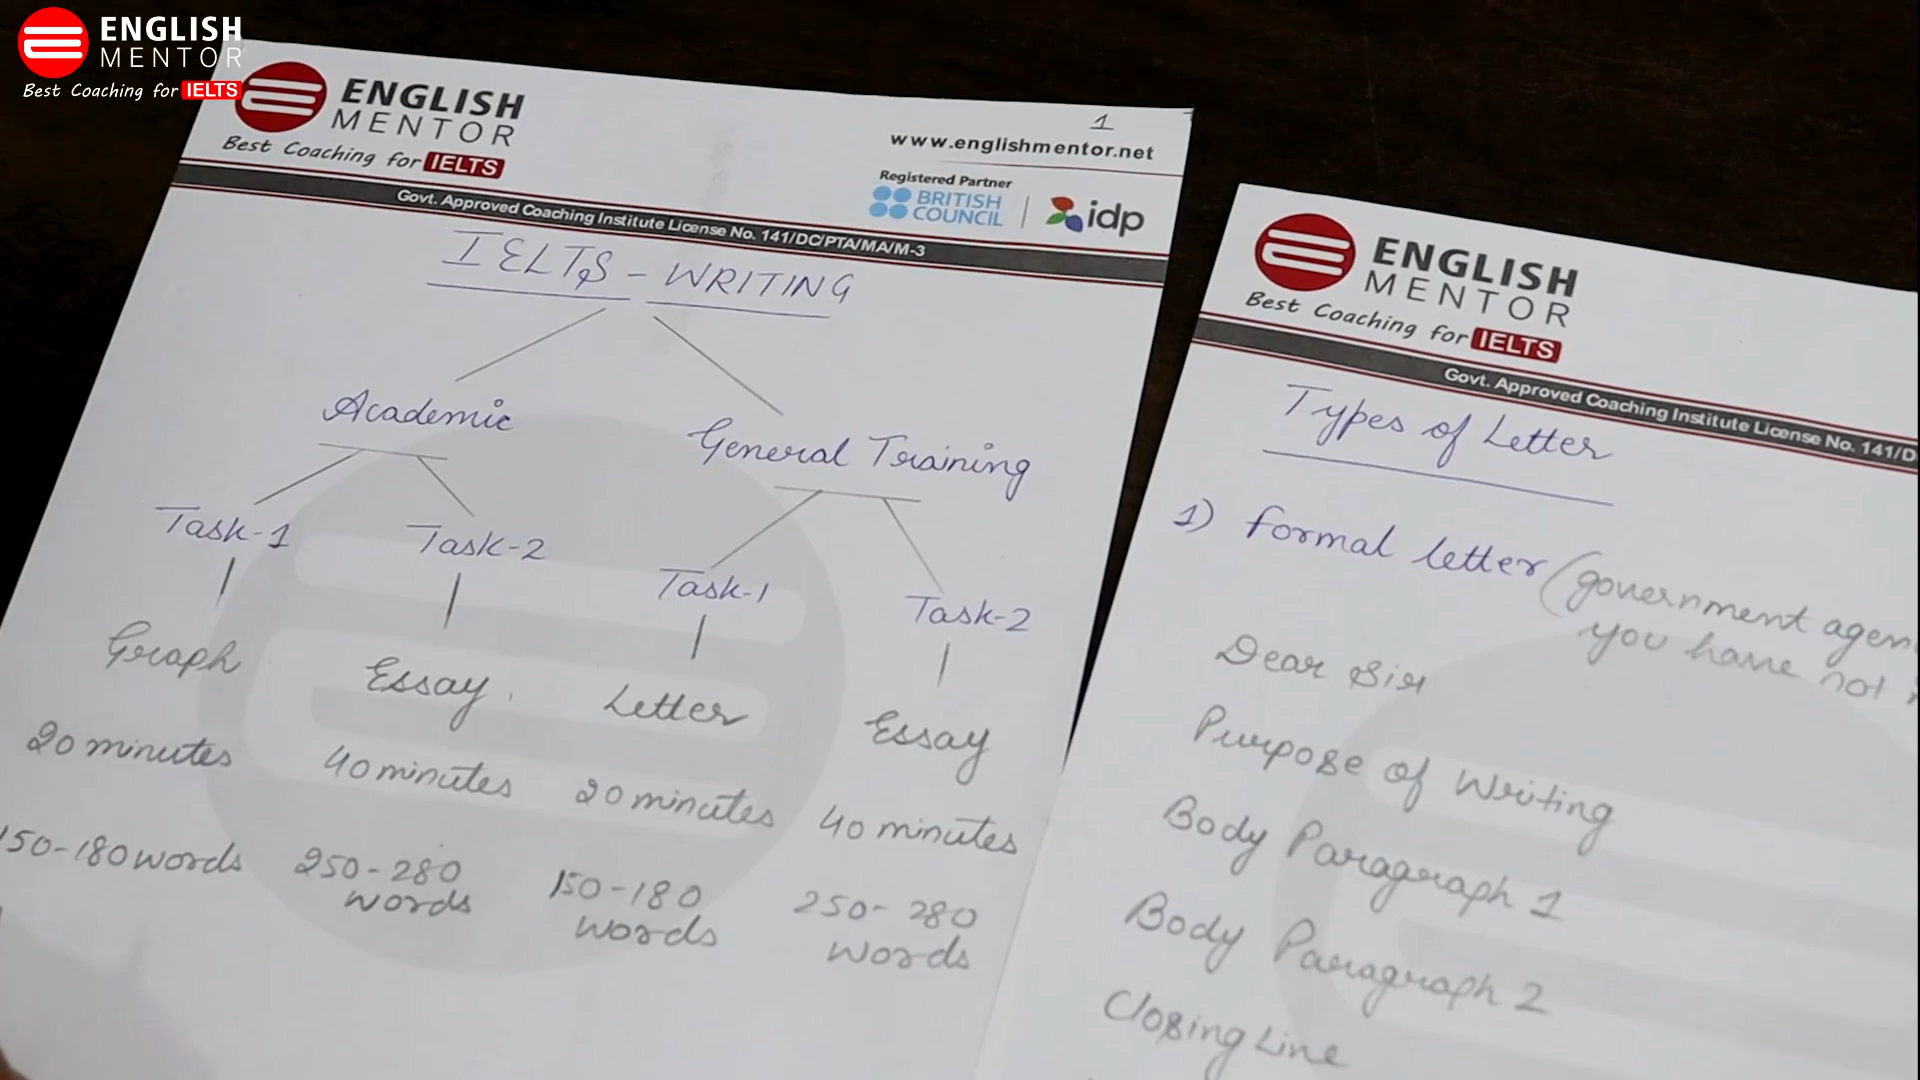 ENGLISH
MENTOR
Best Coaching for IELTS
ENGLISH
MENTOR
Best Coaching for IELTS
1
www.englishmentor.net
Registered Partner
BRITISH
COUNCIL
idp
Govt. Approved Coaching Institute License No. 141/DC/PTA/MA/M-3
IELTS - WRITING
Academic
General Training
Task-1
Task-2
Task-1
Task-2
Graph
Essay.
Letter
Essay
20 minutes
40 minutes
20 minutes
40 minutes
150-180 words
250-280
words
150-180
words
250-280
words
ENGLISH
MENTOR
Best Coaching for IELTS
Govt. Approved Coaching Institute License No. 141/D
Types of Letter
1) Formal letter (government agen
you have not
Dear Sir
Purpose of Writing
Body Paragraph 1
Body Paragraph 2
Closing Line